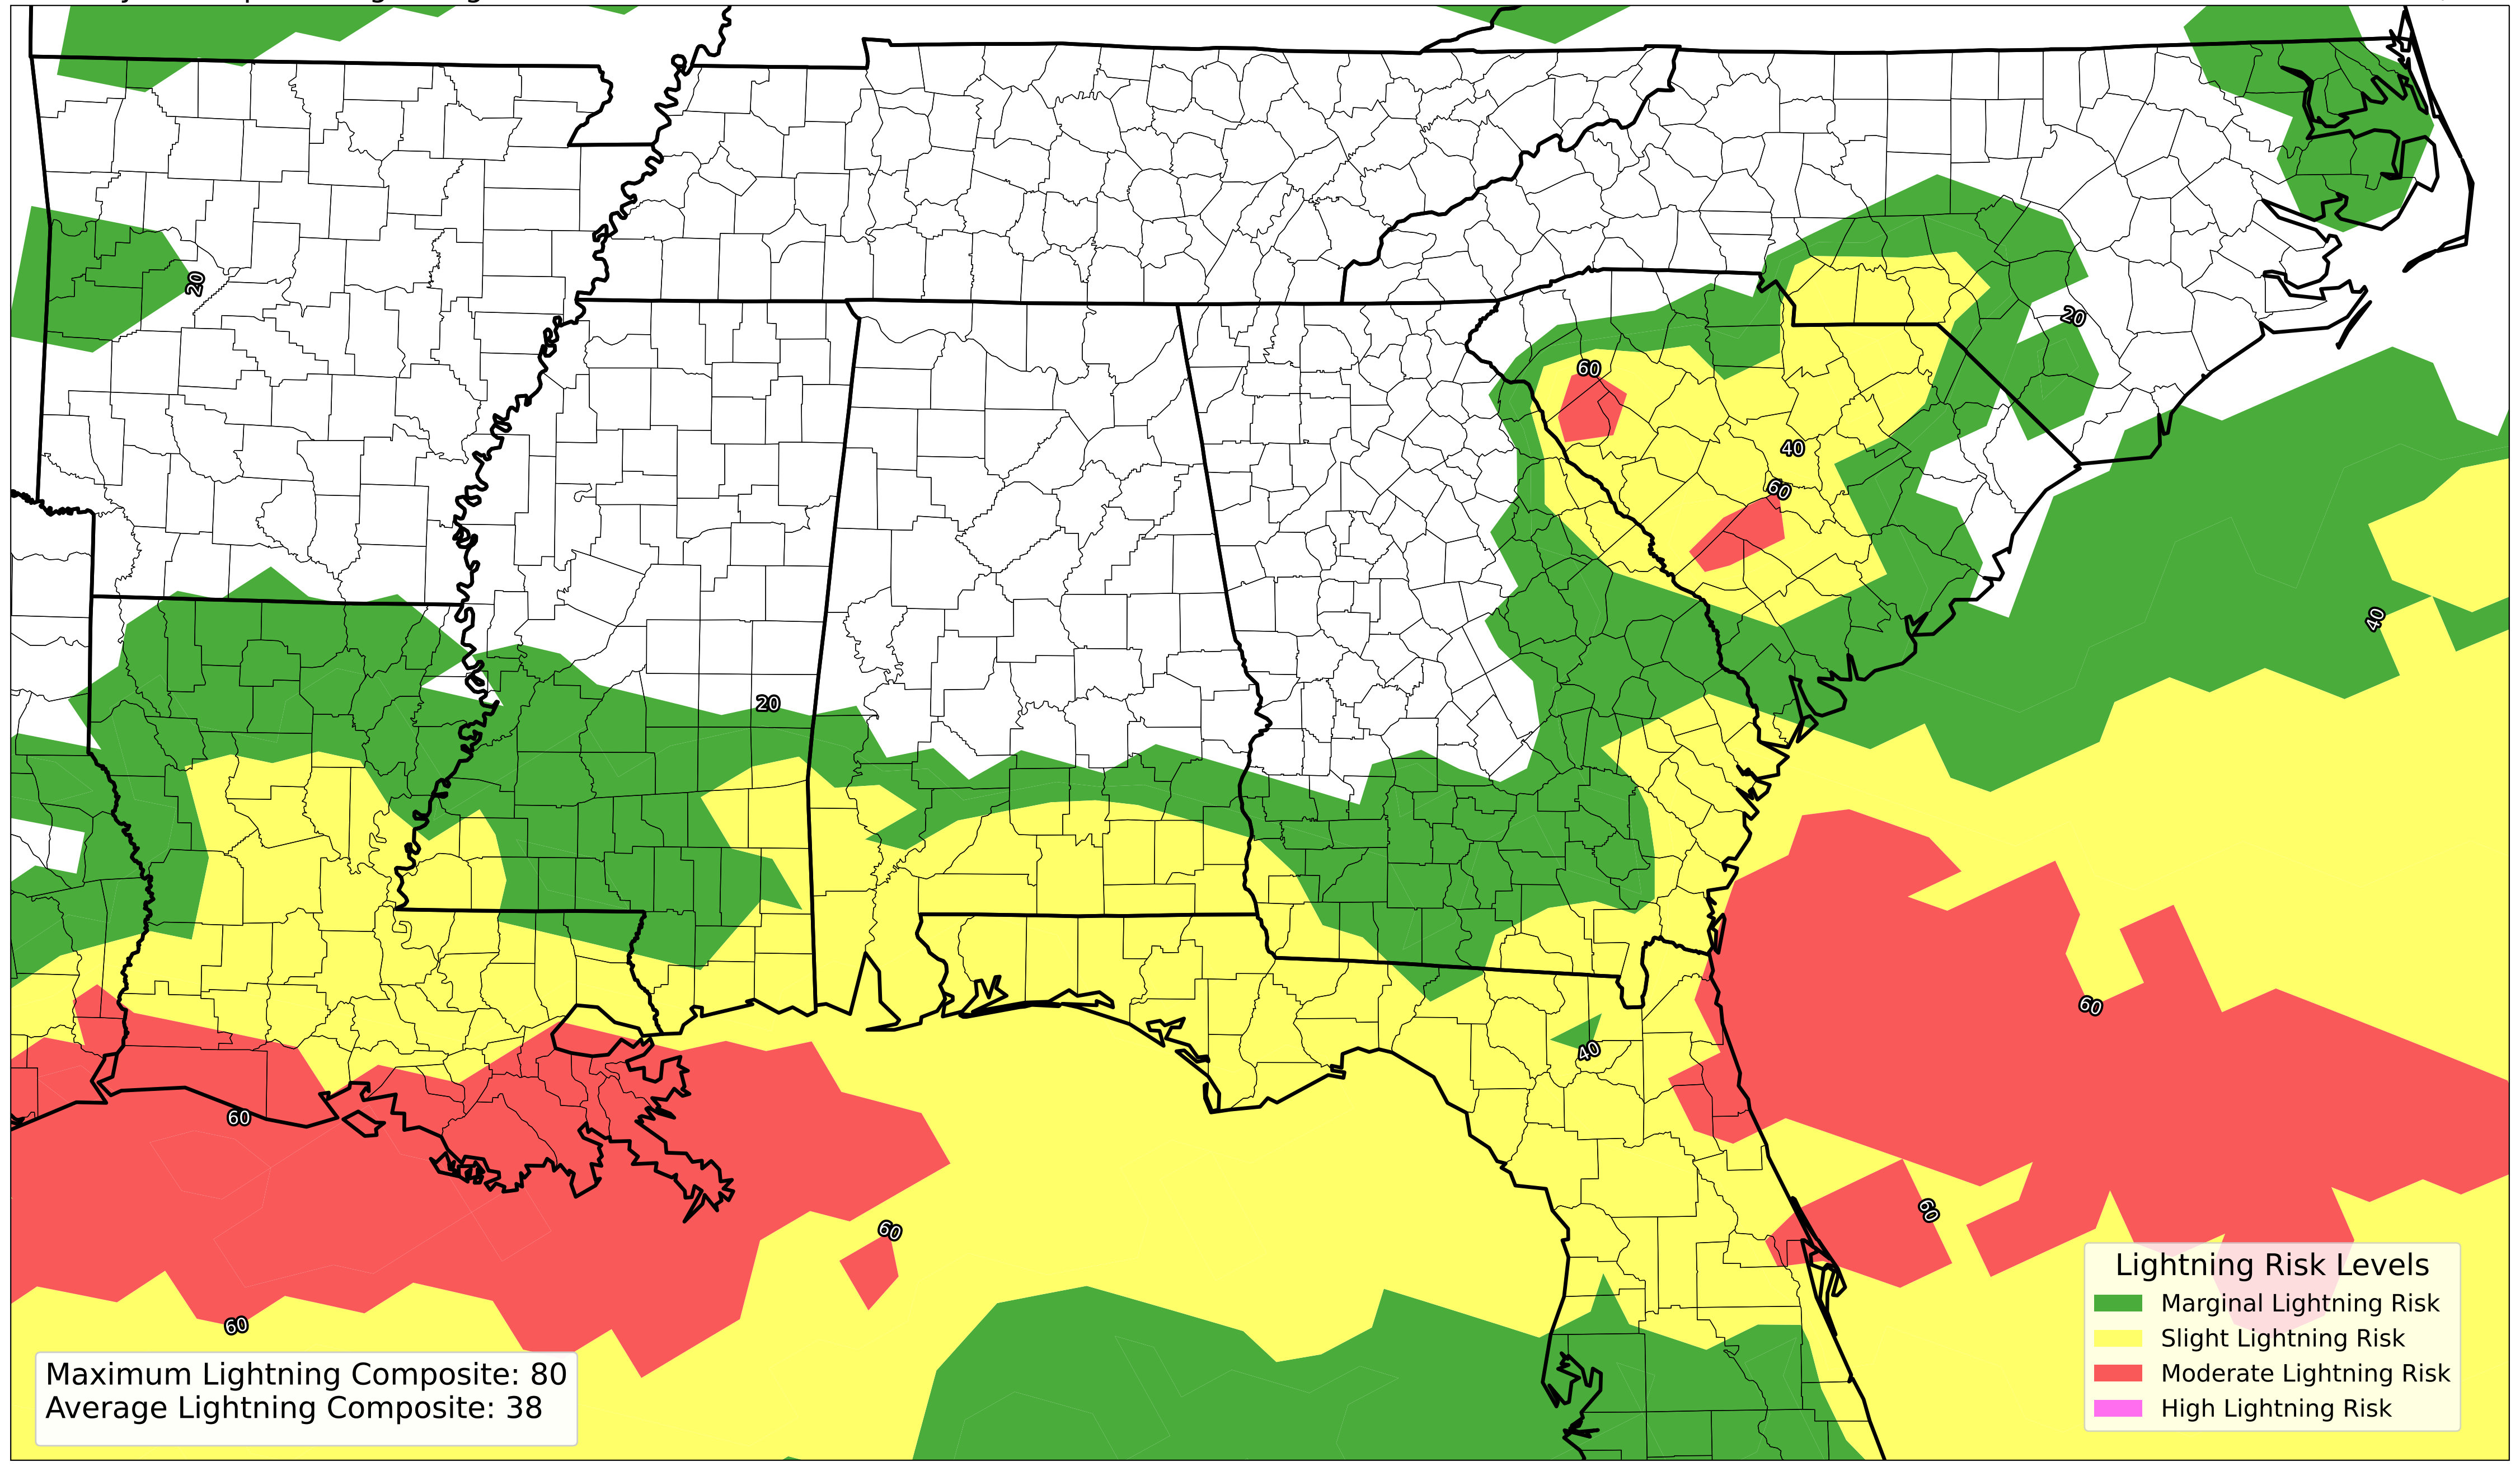 20
20
60
40
60
40
20
60
40
60
60
60
60
Lightning Risk Levels
Marginal Lightning Risk
Slight Lightning Risk
Moderate Lightning Risk
High Lightning Risk
Maximum Lightning Composite: 80
Average Lightning Composite: 38